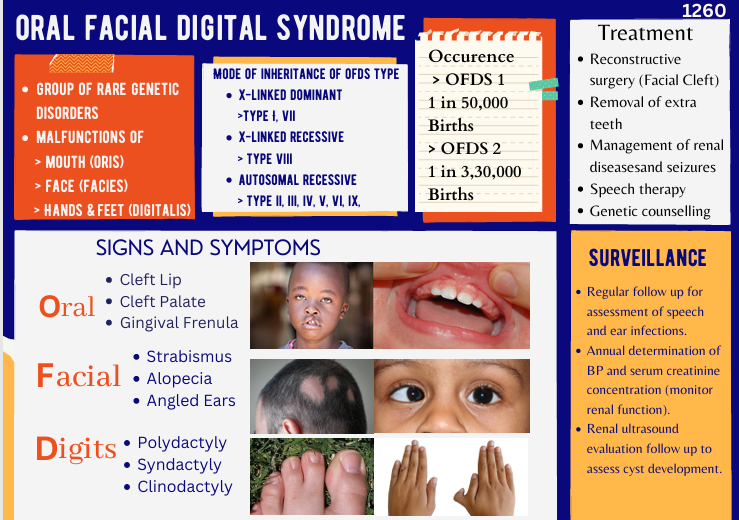 1260
ORAL FACIAL DIGITAL SYNDROME
GROUP OF RARE GENETIC
DISORDERS
MALFUNCTIONS OF
> MOUTH (ORIS)
> FACE (FACIES)
> HANDS & FEET (DIGITALIS)
MODE OF INHERITANCE OF OFDS TYPE
X-LINKED DOMINANT
>TYPE I, VII
X-LINKED RECESSIVE
> TYPE VIII
AUTOSOMAL RECESSIVE
> TYPE II, III, IV, V, VI, IX,
Occurence
> OFDS 1
1 in 50,000
Births
> OFDS 2
1 in 3,30,000
Births
Treatment
Reconstructive
surgery (Facial Cleft)
Removal of extra
teeth
Management of renal
diseasesand seizures
Speech therapy
Genetic counselling
SIGNS AND SYMPTOMS
Oral
Cleft Lip
Cleft Palate
Gingival Frenula
Facial
Strabismus
Alopecia
Angled Ears
Digits
Polydactyly
Syndactyly
Clinodactyly
SURVEILLANCE
Regular follow up for
assessment of speech
and ear infections.
Annual determination of
BP and serum creatinine
concentration (monitor
renal function).
Renal ultrasound
evaluation follow up to
assess cyst development.